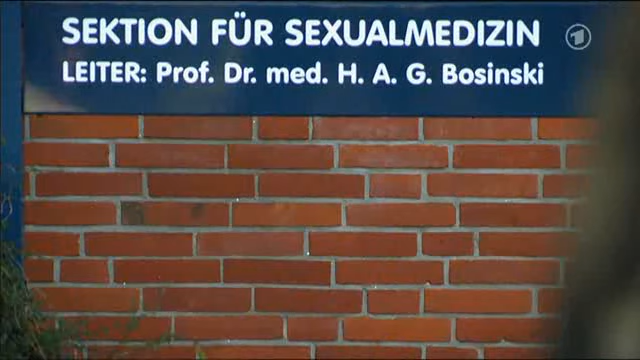 SEKTION FÜR SEXUALMEDIZIN
LEITER: Prof. Dr. med. H. A. G. Bosinski